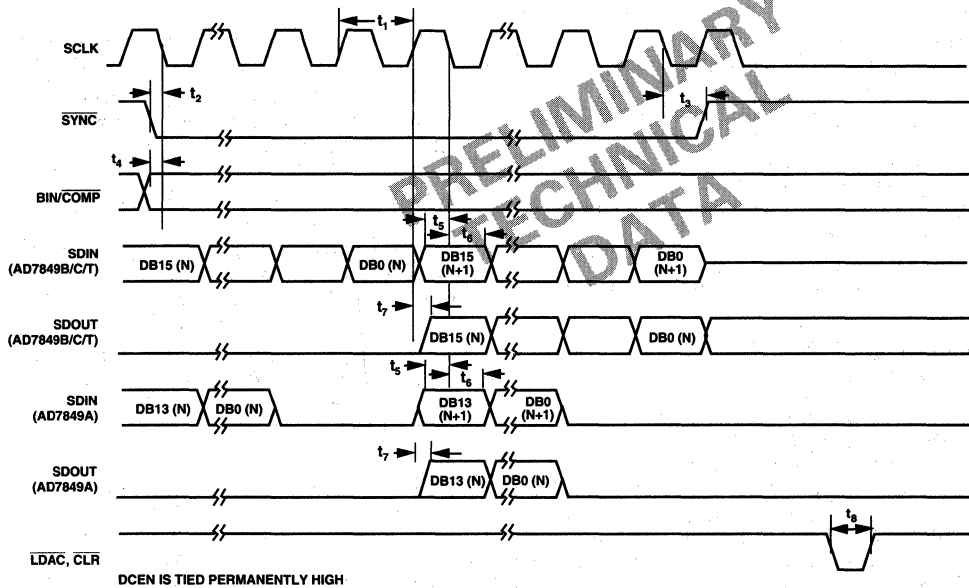 PRELIMINARY
TECHNICAL
DATA
SCLK
t1
SYNC
t2
t3
BIN/COMP
t4
SDIN
(AD7849B/C/T)
DB15 (N)
DB0 (N)
t5
t6
DB15
(N+1)
DB0
(N+1)
SDOUT
(AD7849B/C/T)
t7
DB15 (N)
DB0 (N)
SDIN
(AD7849A)
DB13 (N)
DB0 (N)
t5
t6
DB13
(N+1)
DB0
(N+1)
SDOUT
(AD7849A)
t7
DB13 (N)
DB0 (N)
LDAC, CLR
t8
DCEN IS TIED PERMANENTLY HIGH